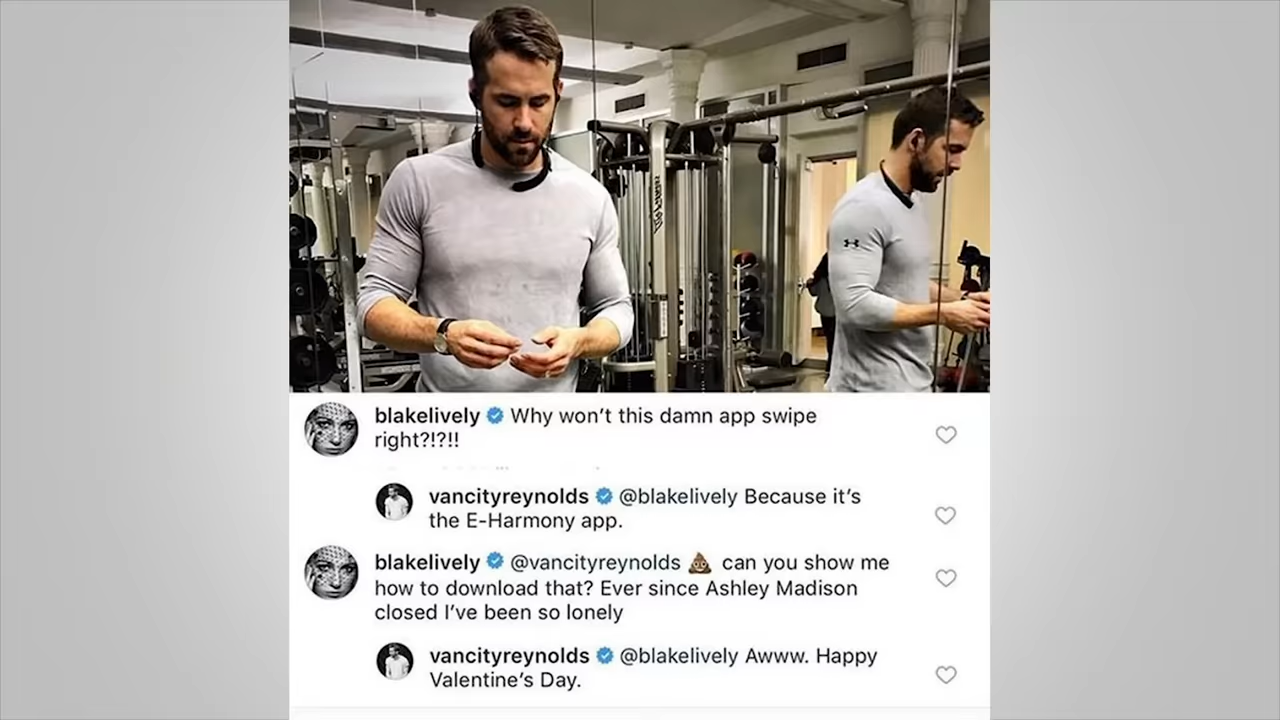 blakelively Why won't this damn app swipe
right?!?!!
vancityreynolds @blakelively Because it's
the E-Harmony app.
blakelively @vancityreynolds 💩 can you show me
how to download that? Ever since Ashley Madison
closed I've been so lonely
vancityreynolds @blakelively Awww. Happy
Valentine's Day.